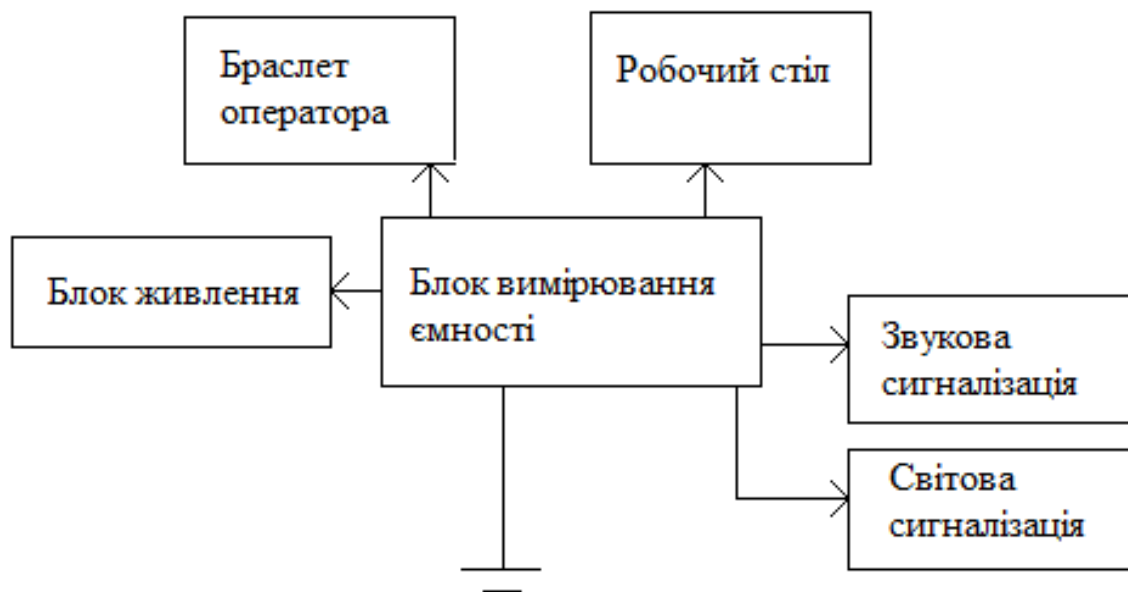 Браслет
оператора
Робочий стіл
Блок живлення
Блок вимірювання
ємності
Звукова
сигналізація
Світова
сигналізація